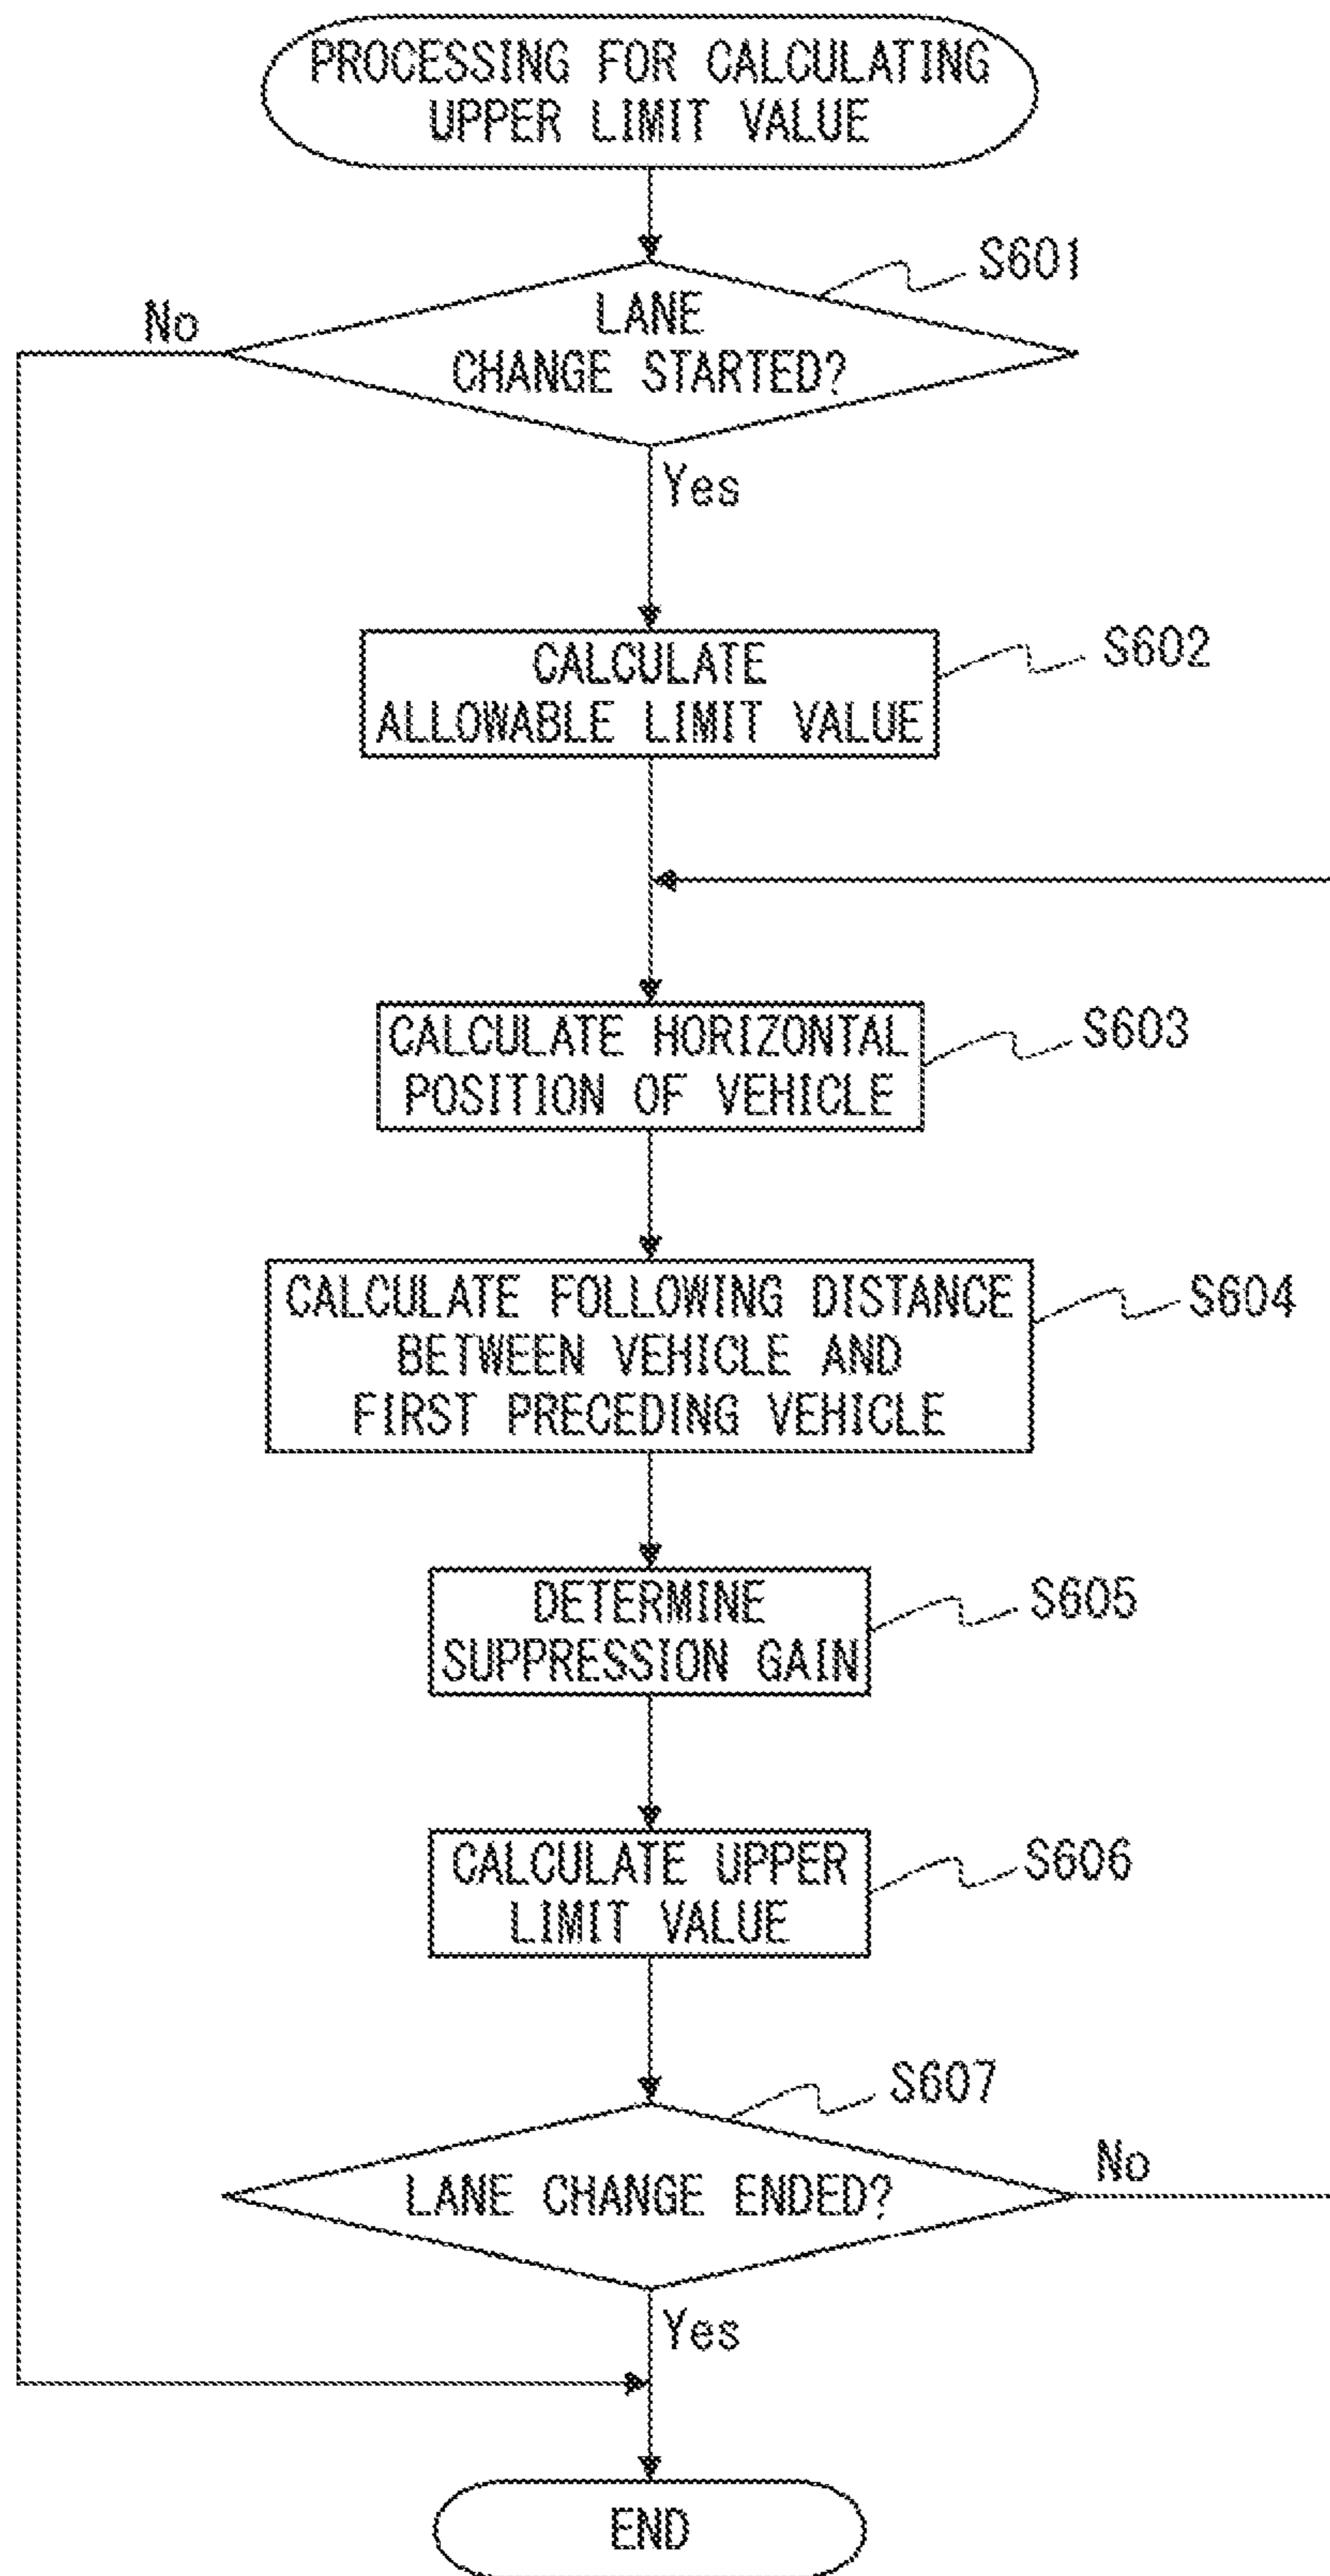 PROCESSING FOR CALCULATING
UPPER LIMIT VALUE
S601
No
LANE
CHANGE STARTED?
Yes
S602
CALCULATE
ALLOWABLE LIMIT VALUE
S603
CALCULATE HORIZONTAL
POSITION OF VEHICLE
S604
CALCULATE FOLLOWING DISTANCE
BETWEEN VEHICLE AND
FIRST PRECEDING VEHICLE
S605
DETERMINE
SUPPRESSION GAIN
S606
CALCULATE UPPER
LIMIT VALUE
S607
No
LANE CHANGE ENDED?
Yes
END